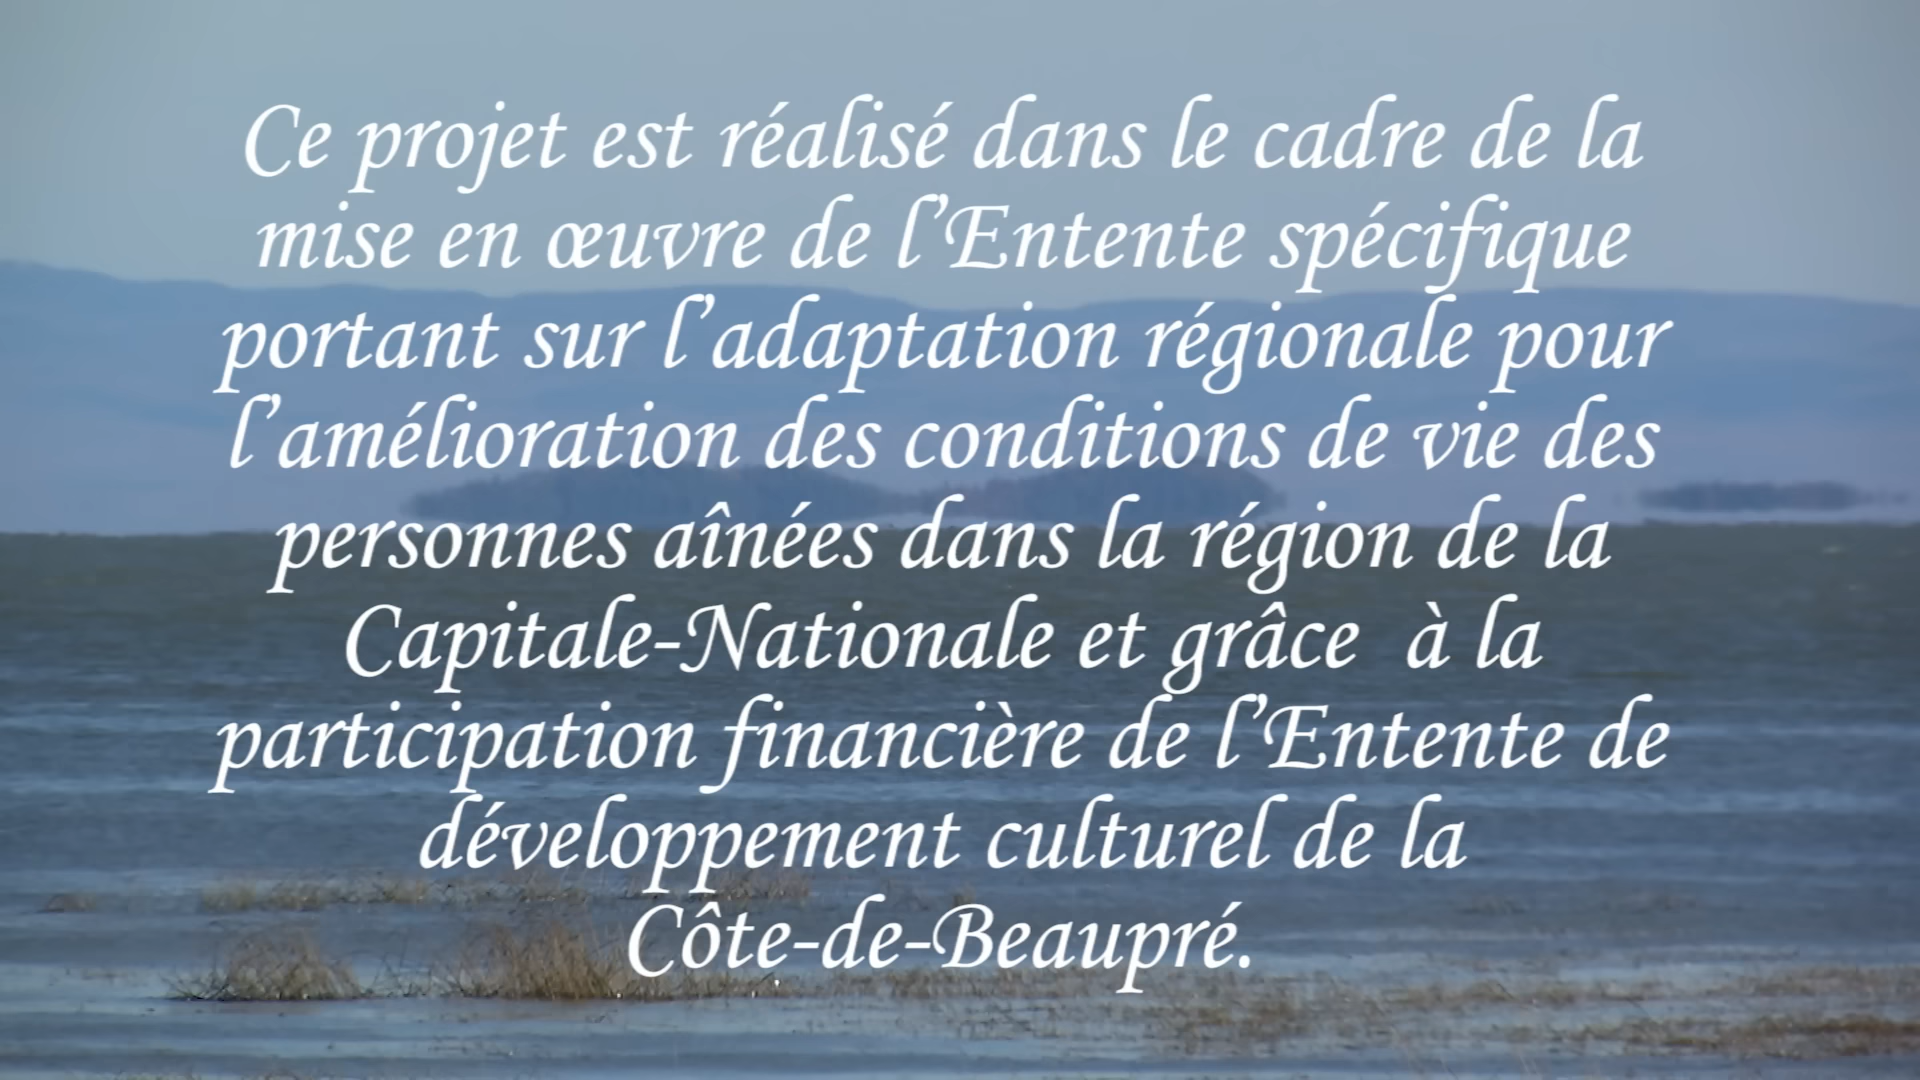 Ce projet est réalisé dans le cadre de la
mise en œuvre de l’Entente spécifique
portant sur l’adaptation régionale pour
l’amélioration des conditions de vie des
personnes aînées dans la région de la
Capitale-Nationale et grâce  à la
participation financière de l’Entente de
développement culturel de la
Côte-de-Beaupré.